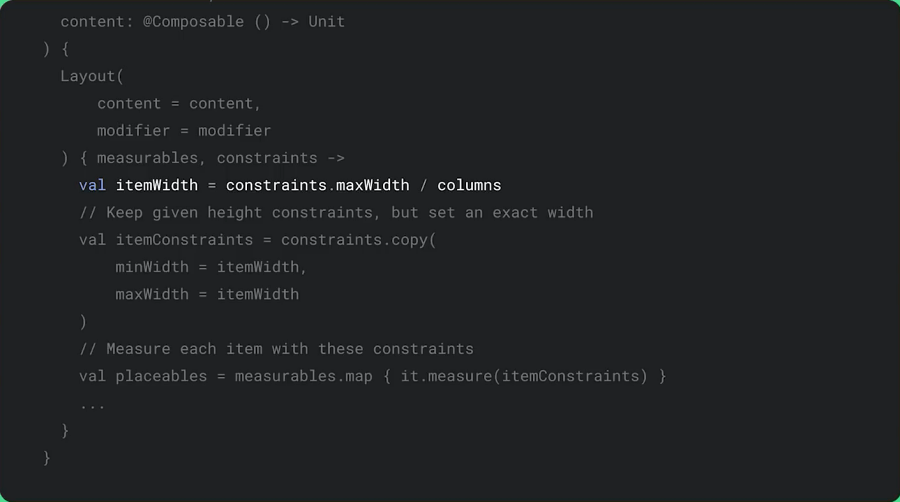 content: @Composable () -> Unit
) {
Layout(
content = content,
modifier = modifier
) { measurables, constraints ->
val itemWidth = constraints.maxWidth / columns
// Keep given height constraints, but set an exact width
val itemConstraints = constraints.copy(
minWidth = itemWidth,
maxWidth = itemWidth
)
// Measure each item with these constraints
val placeables = measurables.map { it.measure(itemConstraints) }
...
}
}